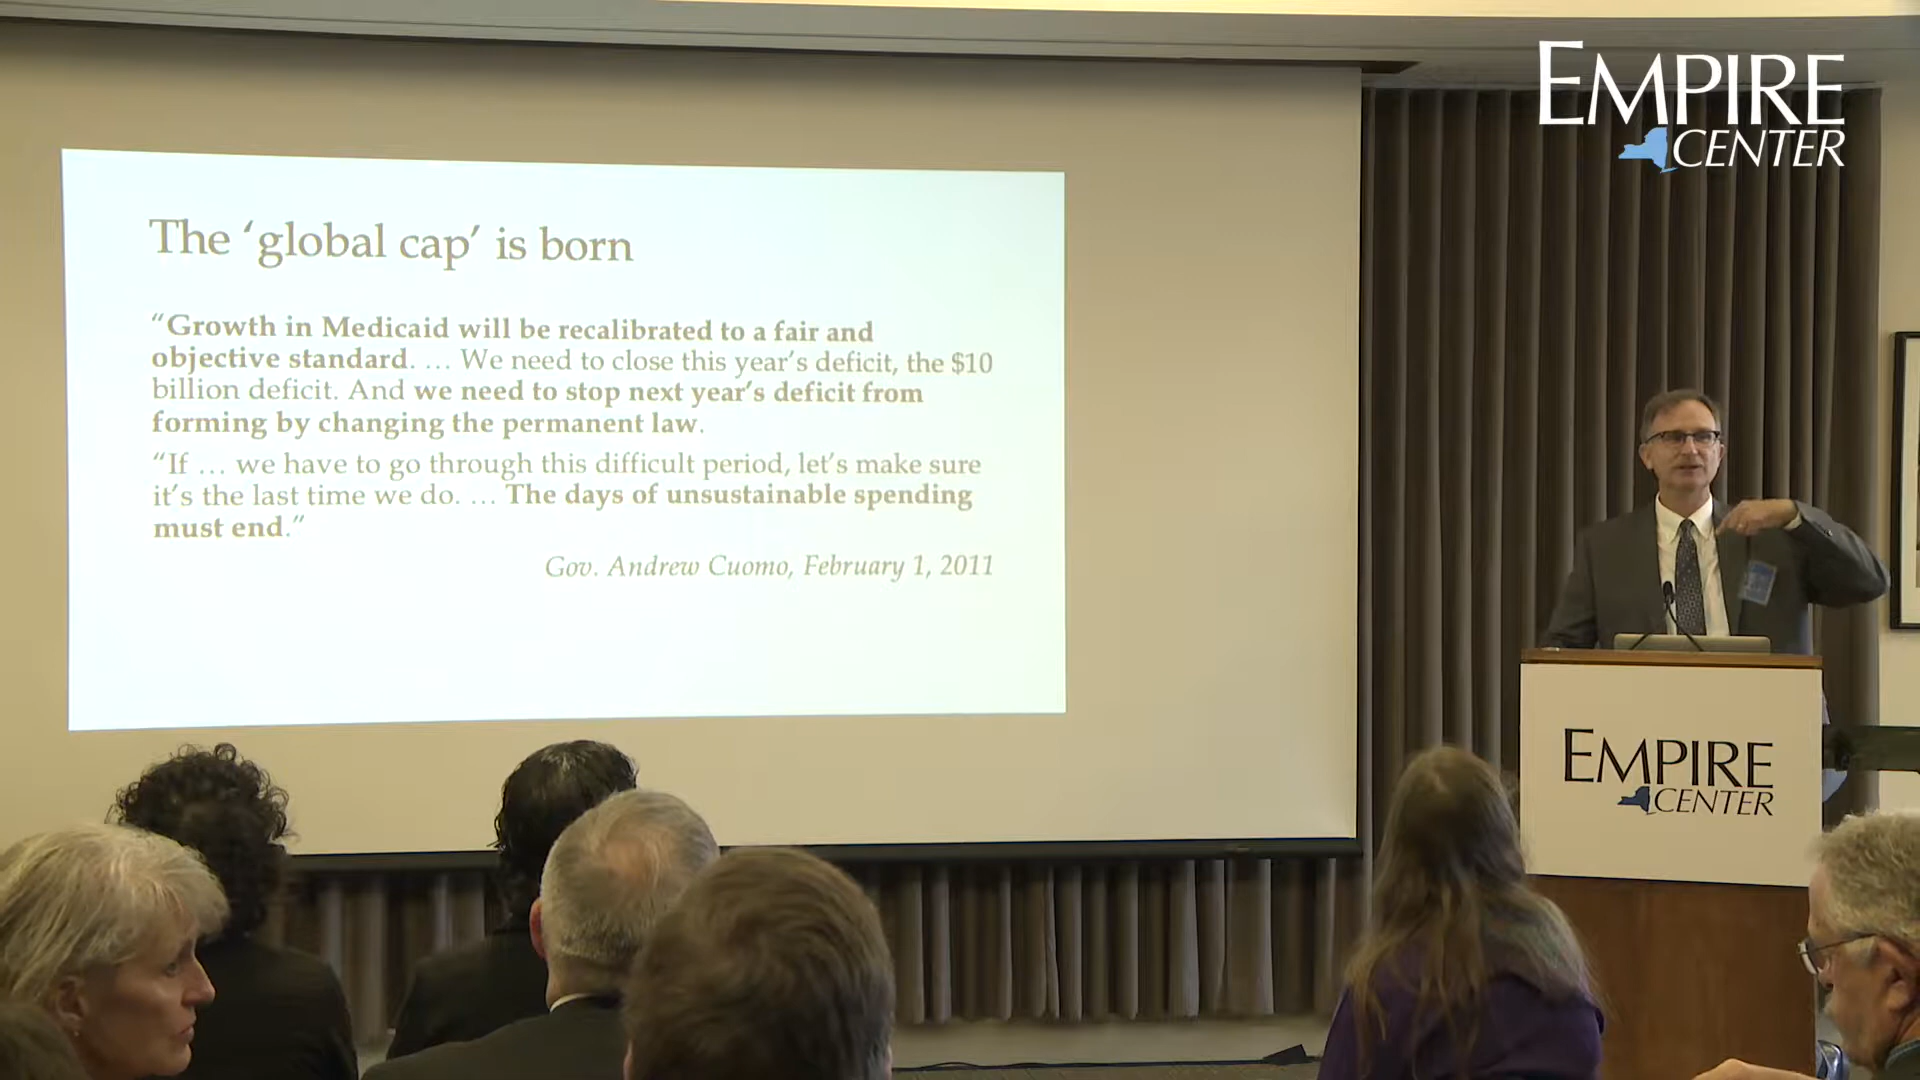 EMPIRE
CENTER
The ‘global cap’ is born
“Growth in Medicaid will be recalibrated to a fair and
objective standard. … We need to close this year’s deficit, the $10
billion deficit. And we need to stop next year’s deficit from
forming by changing the permanent law.
“If … we have to go through this difficult period, let’s make sure
it’s the last time we do. … The days of unsustainable spending
must end.”
Gov. Andrew Cuomo, February 1, 2011
EMPIRE
CENTER